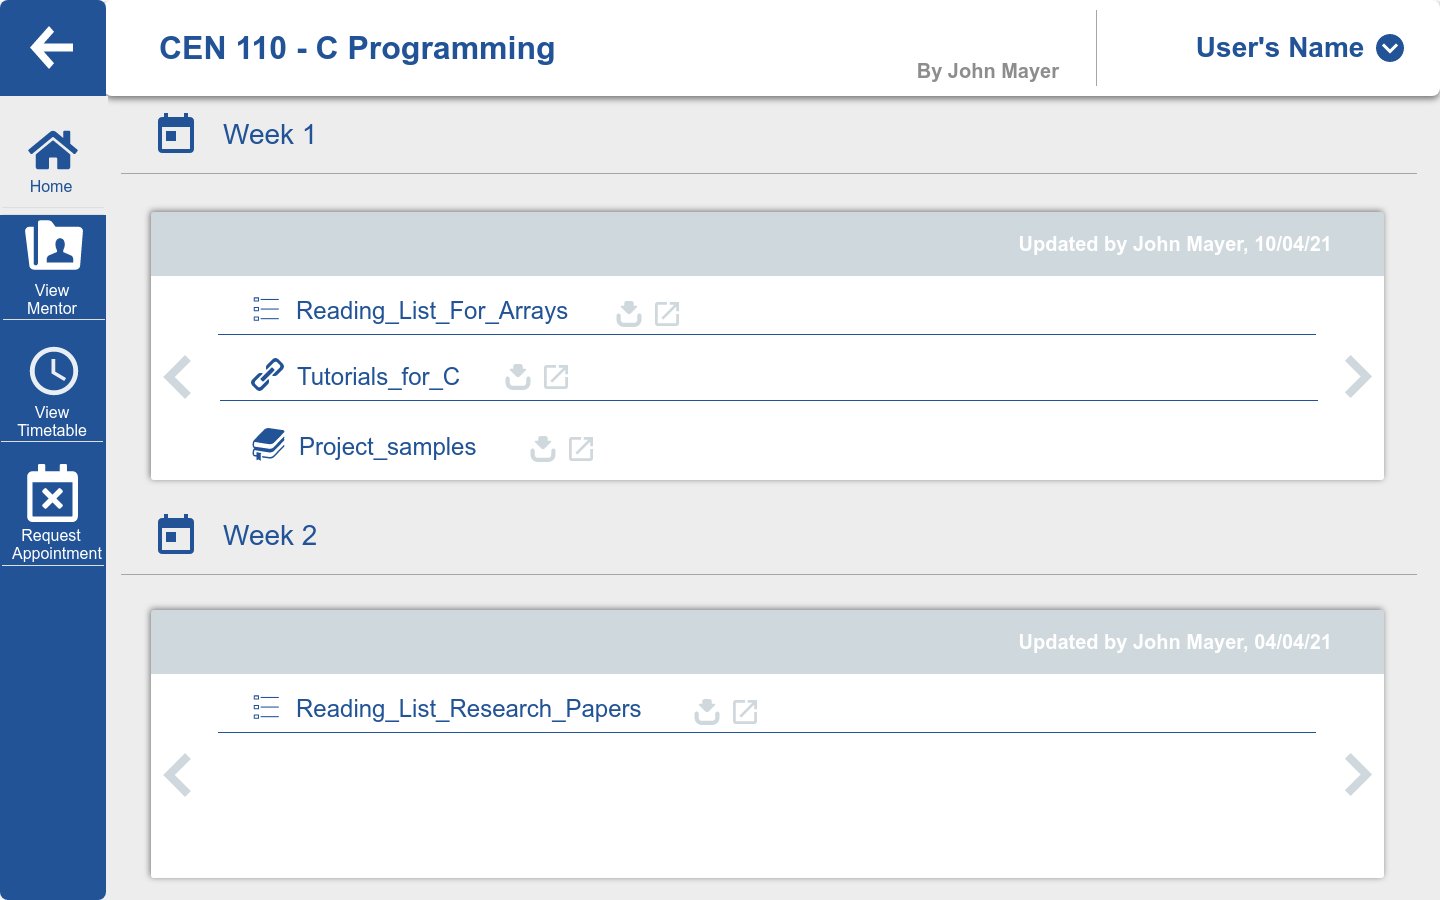 CEN 110 - C Programming
By John Mayer
User's Name
Home
View
Mentor
View
Timetable
Request
Appointment
Week 1
Updated by John Mayer, 10/04/21
Reading_List_For_Arrays
Tutorials_for_C
Project_samples
Week 2
Updated by John Mayer, 04/04/21
Reading_List_Research_Papers